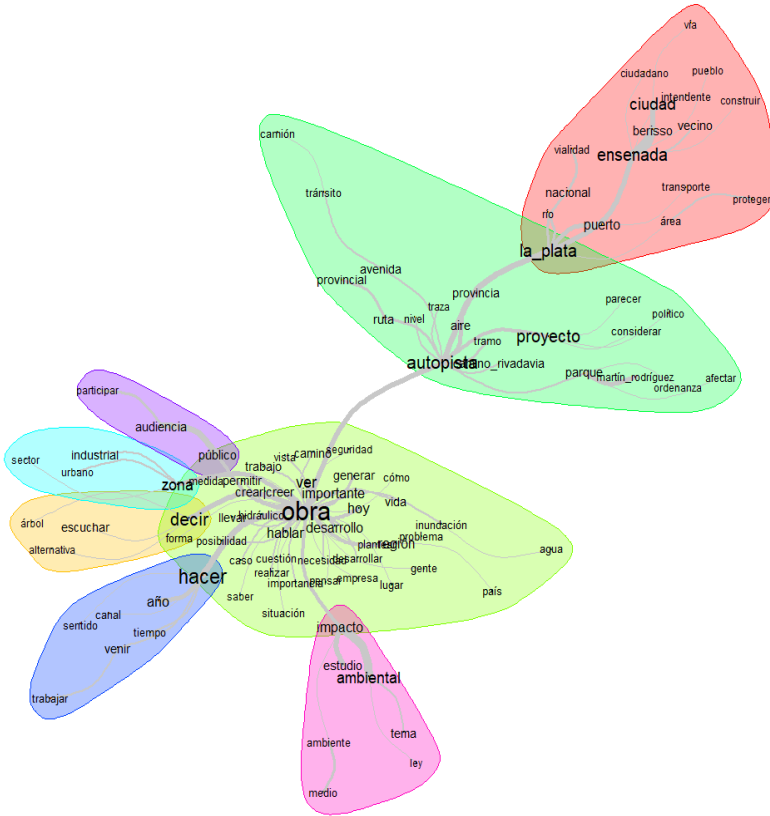 vfa
ciudadano
pueblo
ciudad
intendente
construir
berisso
vecino
vialidad
ensenada
nacional
transporte
proteger
río
puerto
área
la_plata
camión
tránsito
avenida
provincial
provincia
traza
ruta
nivel
aire
parecer
político
proyecto
considerar
tramo
autopista
parque
martín_rodríguez
afectar
ordenanza
participar
audiencia
público
sector
industrial
urbano
zona
medida
permitir
trabajo
vista
camino
seguridad
ver
generar
cómo
crear|creer
importante
vida
obra
hoy
árbol
escuchar
decir
llevar
hidráulico
desarrollo
inundación
alternativa
forma
posibilidad
hablar
problema
región
agua
hacer
caso
cuestión
necesidad
desarrollar
gente
realizar
importancia
pensar
empresa
lugar
país
saber
situación
año
canal
sentido
tiempo
venir
trabajar
impacto
estudio
ambiental
ambiente
tema
ley
medio